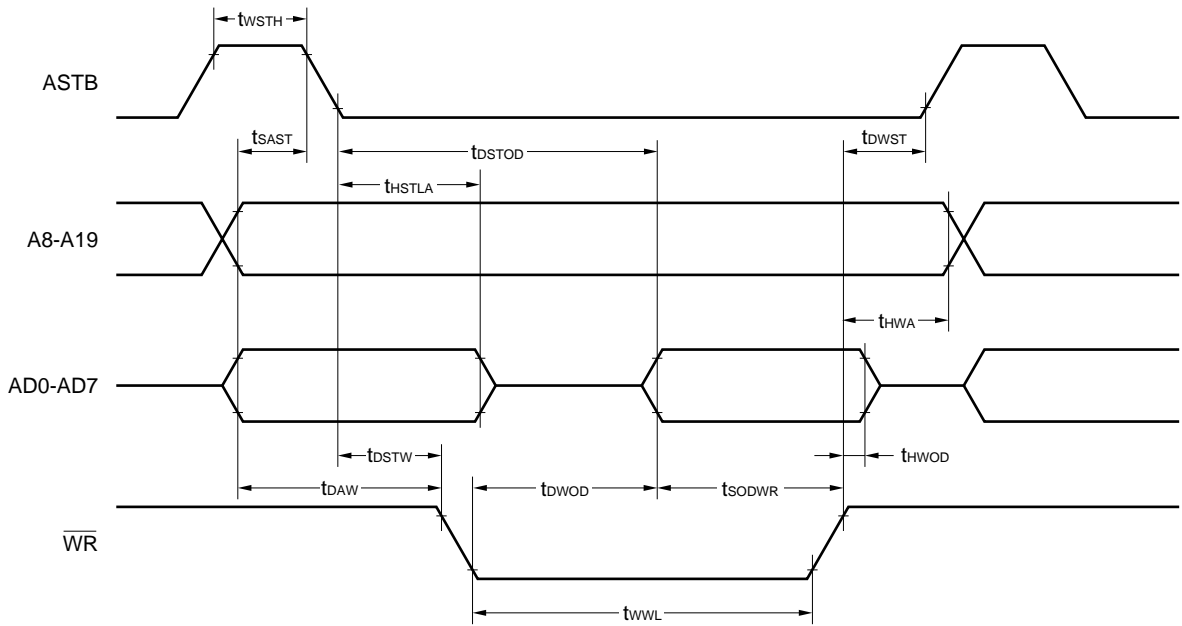 tWSTH
ASTB
tSAST
tDSTOD
tDWST
tHSTLA
A8-A19
tHWA
AD0-AD7
tDSTW
tHWOD
tDAW
tDWOD
tSODWR
WR
tWWL